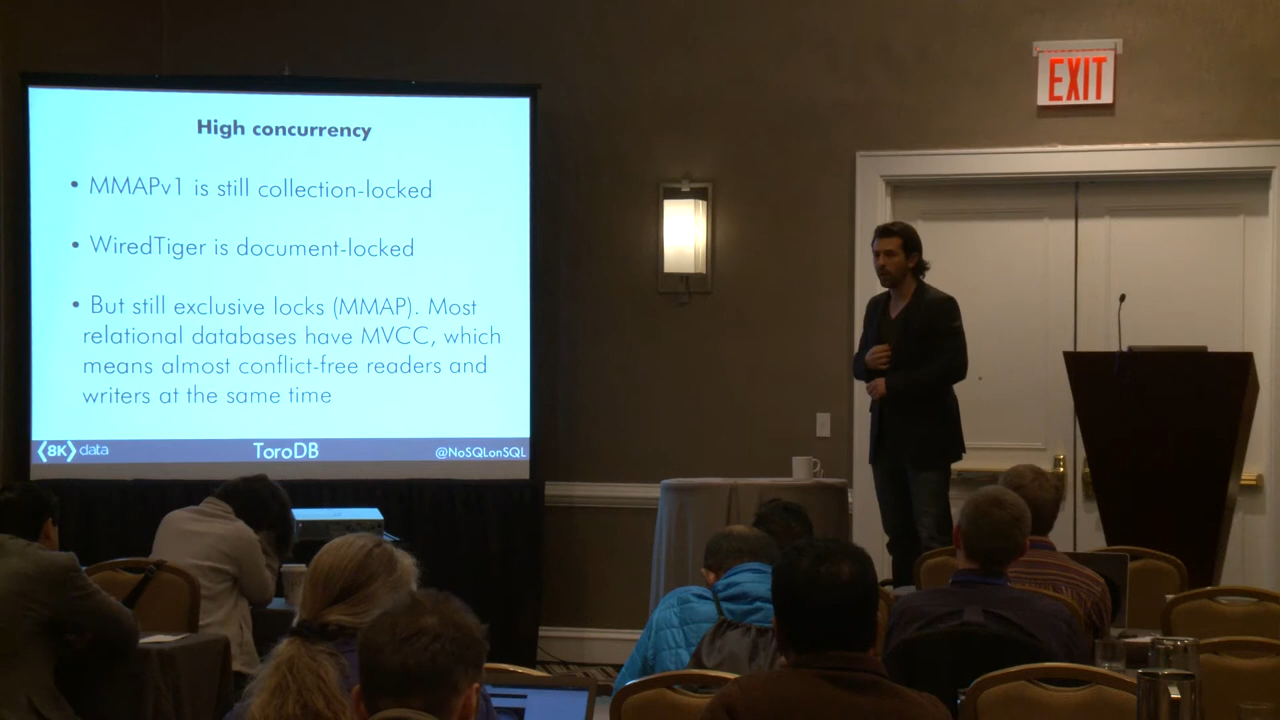 High concurrency
• MMAPv1 is still collection-locked
• WiredTiger is document-locked
• But still exclusive locks (MMAP). Most
relational databases have MVCC, which
means almost conflict-free readers and
writers at the same time
8K data
ToroDB
@NoSQLonSQL
EXIT